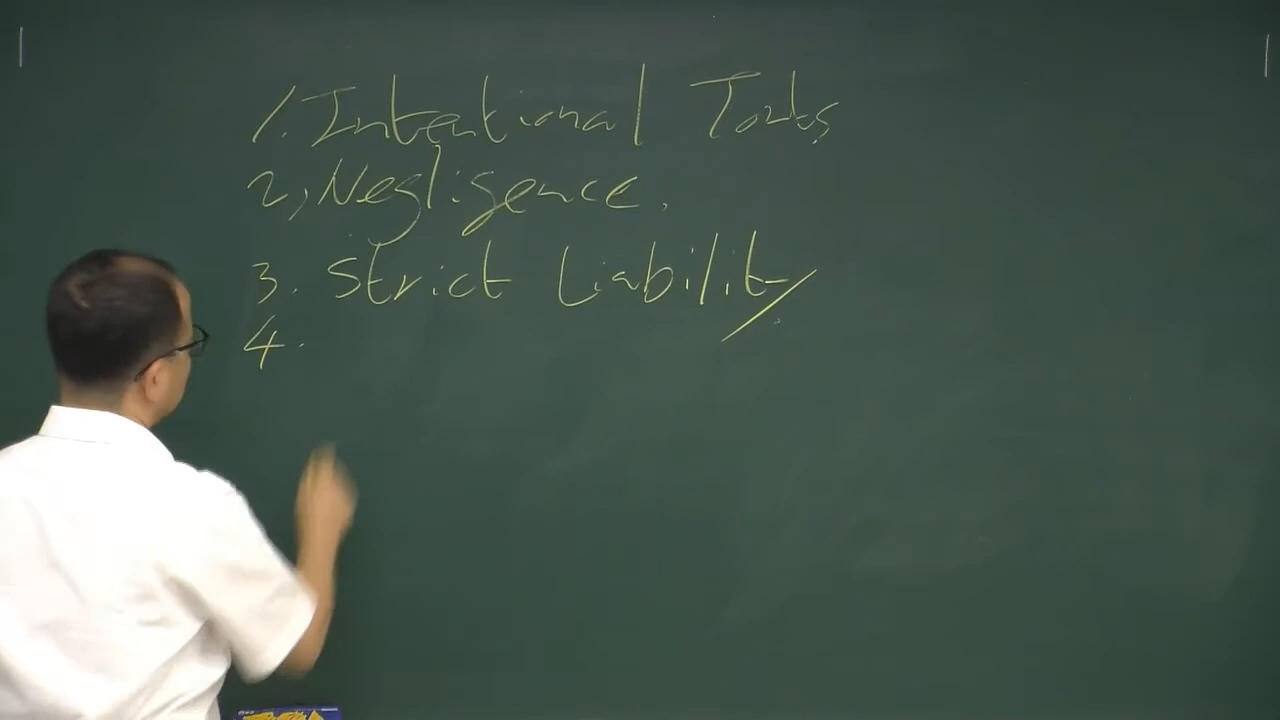 1. Intentional Torts
2, Negligence.
3. Strict Liability
4.